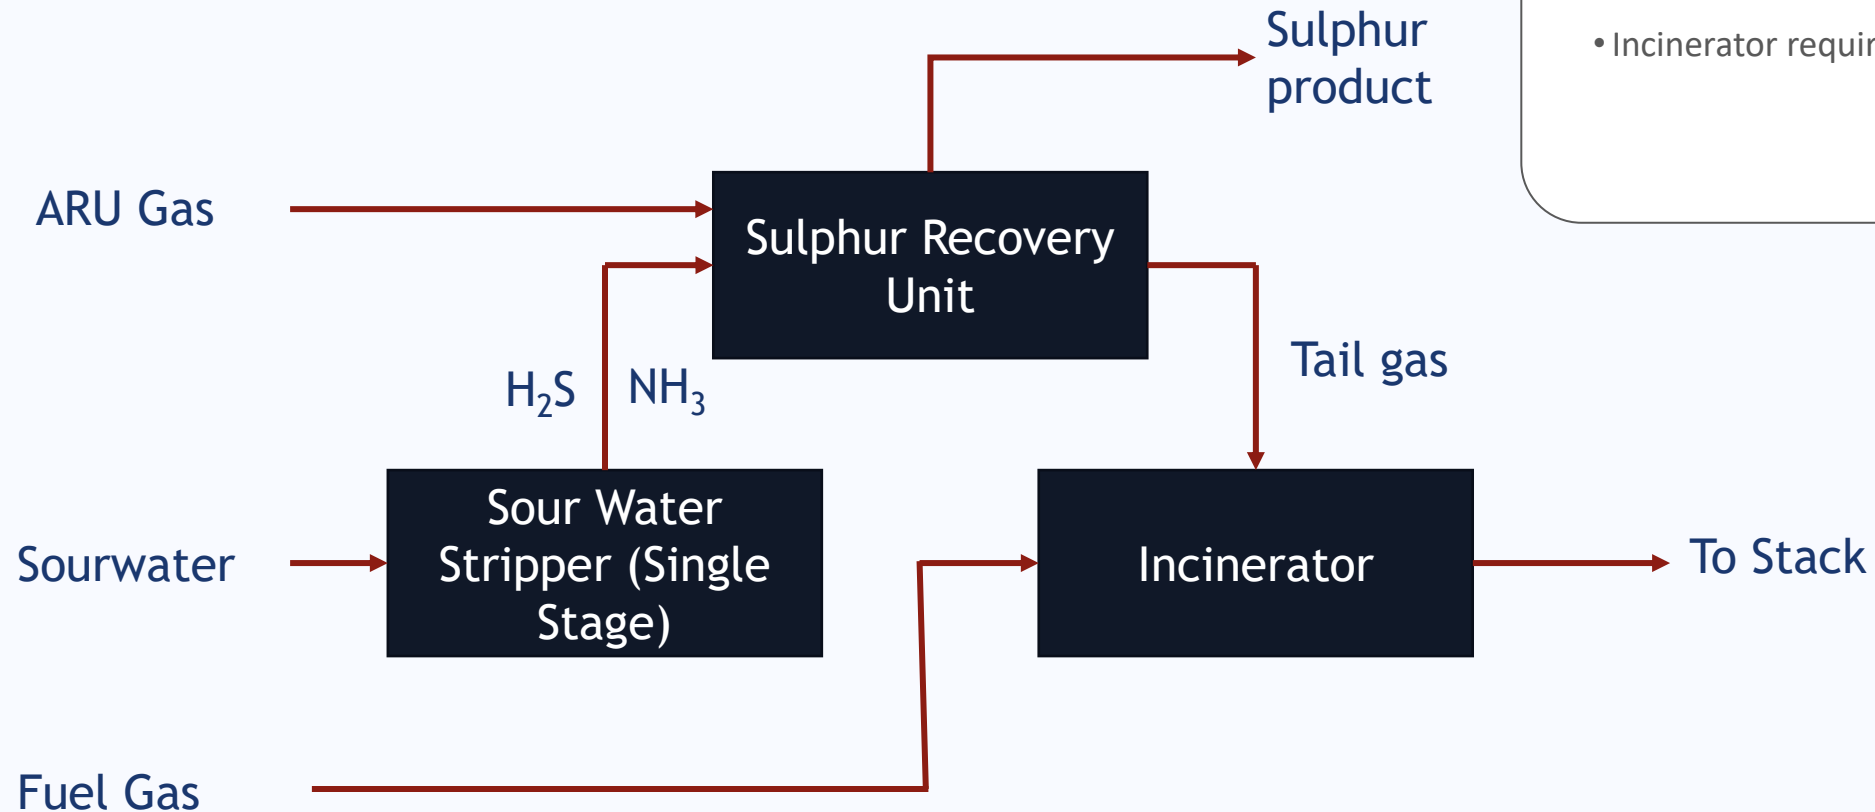 Sulphur
product
• Incinerator
ARU Gas
Sulphur Recovery
Unit
Tail gas
H₂S
NH₃
Sourwater
Sour Water
Stripper (Single
Stage)
Incinerator
To Stack
Fuel Gas